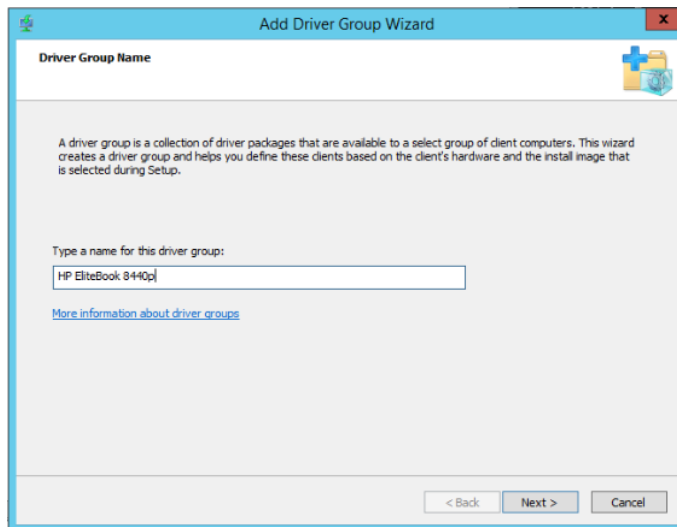 Add Driver Group Wizard
x
Driver Group Name
A driver group is a collection of driver packages that are available to a select group of client computers. This wizard
creates a driver group and helps you define these clients based on the client's hardware and the install image that
is selected during Setup.
Type a name for this driver group:
HP EliteBook 8440p
More information about driver groups
< Back Next > Cancel